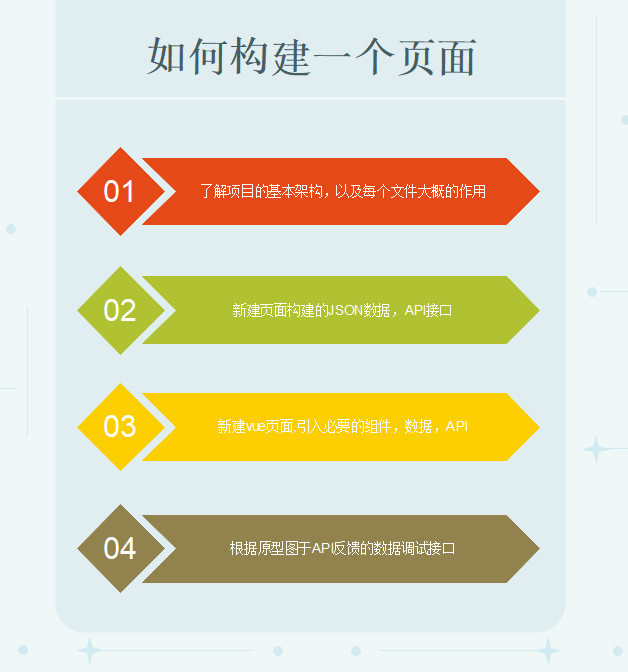 如何构建一个页面
01
了解项目的基本架构，以及每个文件大概的作用
02
新建页面构建的JSON数据，API接口
03
新建vue页面,引入必要的组件，数据，API
04
根据原型图于API反馈的数据调试接口